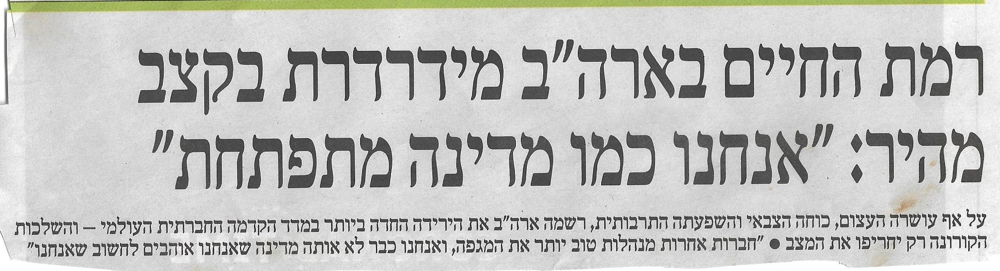 רמת החיים בארה"ב מידרדרת בקצב
מהיר: "אנחנו כמו מדינה מתפתחת"
על אף עושרה העצום, כוחה הצבאי והשפעתה התרבותית, רשמה ארה"ב את הירידה החדה ביותר במדד הקדמה החברתית העולמי – והשלכות
הקורונה רק יחריפו את המצב ● "חברות אחרות מנהלות טוב יותר את המגפה, ואנחנו כבר לא אותה מדינה שאנחנו אוהבים לחשוב שאנחנו"